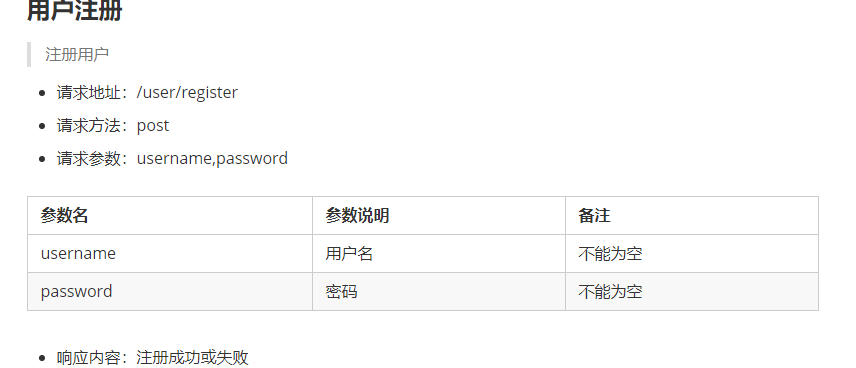 用户注册
注册用户
请求地址：/user/register
请求方法：post
请求参数：username,password
参数名 参数说明 备注
username 用户名 不能为空
password 密码 不能为空
响应内容：注册成功或失败